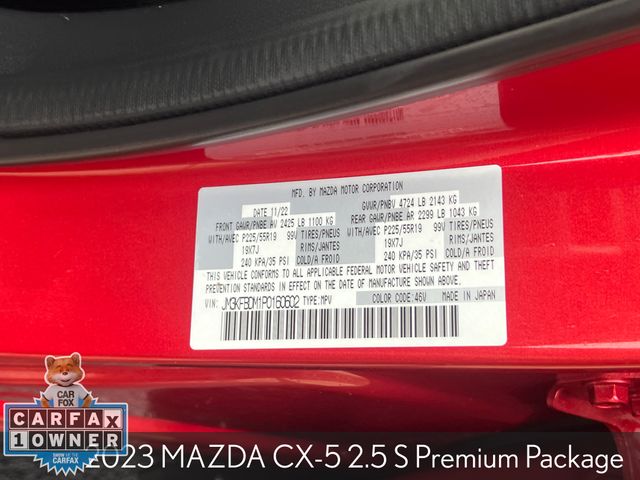 MFD. BY MAZDA MOTOR CORPORATION
DATE 11/22 GVWR/PNBV 4724 LB 2143 KG
FRONT GAWR/PNBE AV 2425 LB 1100 KG REAR GAWR/PNBE AR 2299 LB 1043 KG
WITH/AVEC P225/55R19 99V TIRES/PNEUS WITH/AVEC P225/55R19 99V TIRES/PNEUS
19X7J RIMS/JANTES 19X7J RIMS/JANTES
240 KPA/35 PSI COLD/A FROID 240 KPA/35 PSI COLD/A FROID
THIS VEHICLE CONFORMS TO ALL APPLICABLE FEDERAL MOTOR VEHICLE SAFETY AND THEFT
PREVENTION STANDARDS IN EFFECT ON THE DATE OF MANUFACTURE SHOWN ABOVE.
VIN: JM3KFBDM1P0160602 TYPE:MPV COLOR CODE:46V MADE IN JAPAN
CAR
FOX
CARFAX
1 OWNER
SHOW ME THE
CARFAX
2023 MAZDA CX-5 2.5 S Premium Package